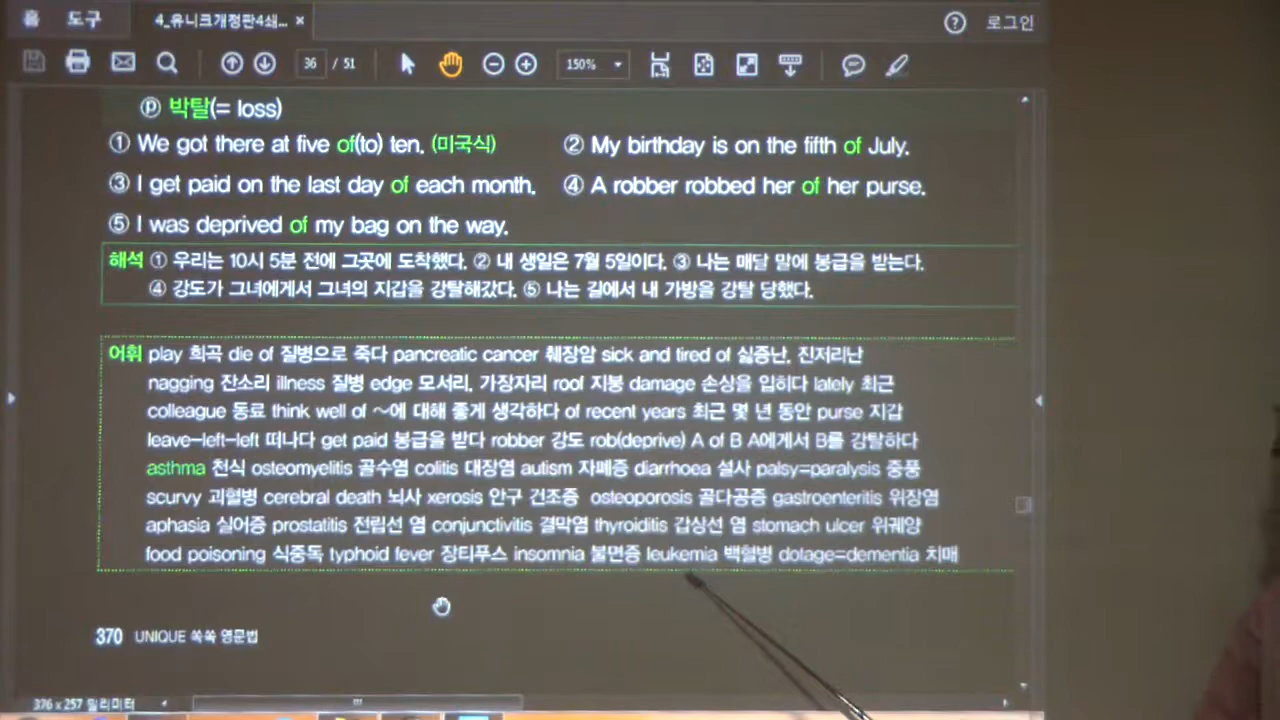 홈 도구 4_유니크개정판4쇄... × ? 로그인
36 / 51 150%
ⓟ 박탈(= loss)
① We got there at five of(to) ten. (미국식) ② My birthday is on the fifth of July.
③ I get paid on the last day of each month. ④ A robber robbed her of her purse.
⑤ I was deprived of my bag on the way.
해석 ① 우리는 10시 5분 전에 그곳에 도착했다. ② 내 생일은 7월 5일이다. ③ 나는 매달 말에 봉급을 받는다.
④ 강도가 그녀에게서 그녀의 지갑을 강탈해갔다. ⑤ 나는 길에서 내 가방을 강탈 당했다.
어휘 play 희곡 die of 질병으로 죽다 pancreatic cancer 췌장암 sick and tired of 싫증난, 진저리난
nagging 잔소리 illness 질병 edge 모서리, 가장자리 roof 지붕 damage 손상을 입히다 lately 최근
colleague 동료 think well of ~에 대해 좋게 생각하다 of recent years 최근 몇 년 동안 purse 지갑
leave-left-left 떠나다 get paid 봉급을 받다 robber 강도 rob(deprive) A of B A에게서 B를 강탈하다
asthma 천식 osteomyelitis 골수염 colitis 대장염 autism 자폐증 diarrhoea 설사 palsy=paralysis 중풍
scurvy 괴혈병 cerebral death 뇌사 xerosis 안구 건조증 osteoporosis 골다공증 gastroenteritis 위장염
aphasia 실어증 prostatitis 전립선 염 conjunctivitis 결막염 thyroiditis 갑상선 염 stomach ulcer 위궤양
food poisoning 식중독 typhoid fever 장티푸스 insomnia 불면증 leukemia 백혈병 dotage=dementia 치매
370 UNIQUE 쏙쏙 영문법
376 x 257 밀리미터